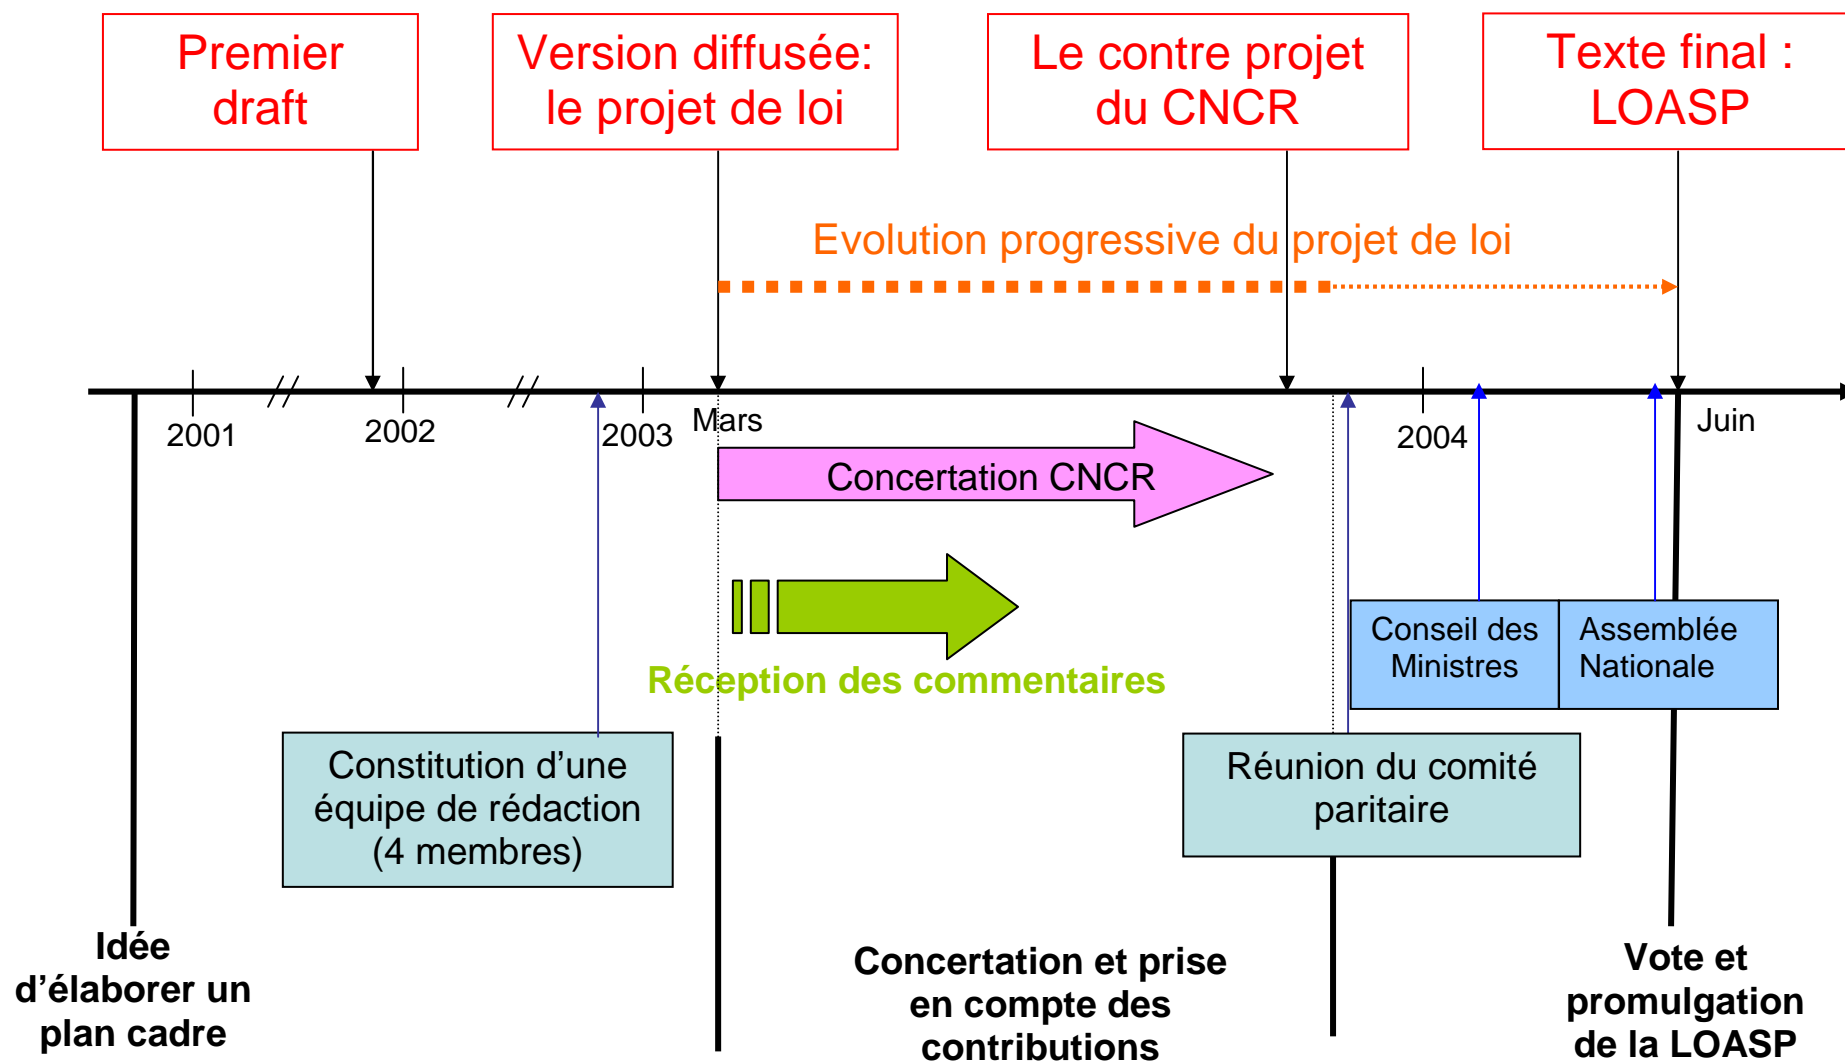 Premier
draft
Version diffusée:
le projet de loi
Le contre projet
du CNCR
Texte final :
LOASP
Evolution progressive du projet de loi
2001
2002
2003
Mars
2004
Juin
Concertation CNCR
Réception des commentaires
Conseil des
Ministres
Assemblée
Nationale
Constitution d’une
équipe de rédaction
(4 membres)
Réunion du comité
paritaire
Idée
d’élaborer un
plan cadre
Concertation et prise
en compte des
contributions
Vote et
promulgation
de la LOASP